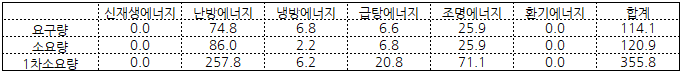 신재생에너지 난방에너지 냉방에너지 급탕에너지 조명에너지 환기에너지 합계
요구량 0.0 74.8 6.8 6.6 25.9 0.0 114.1
소요량 0.0 86.0 2.2 6.8 25.9 0.0 120.9
1차소요량 0.0 257.8 6.2 20.8 71.1 0.0 355.8